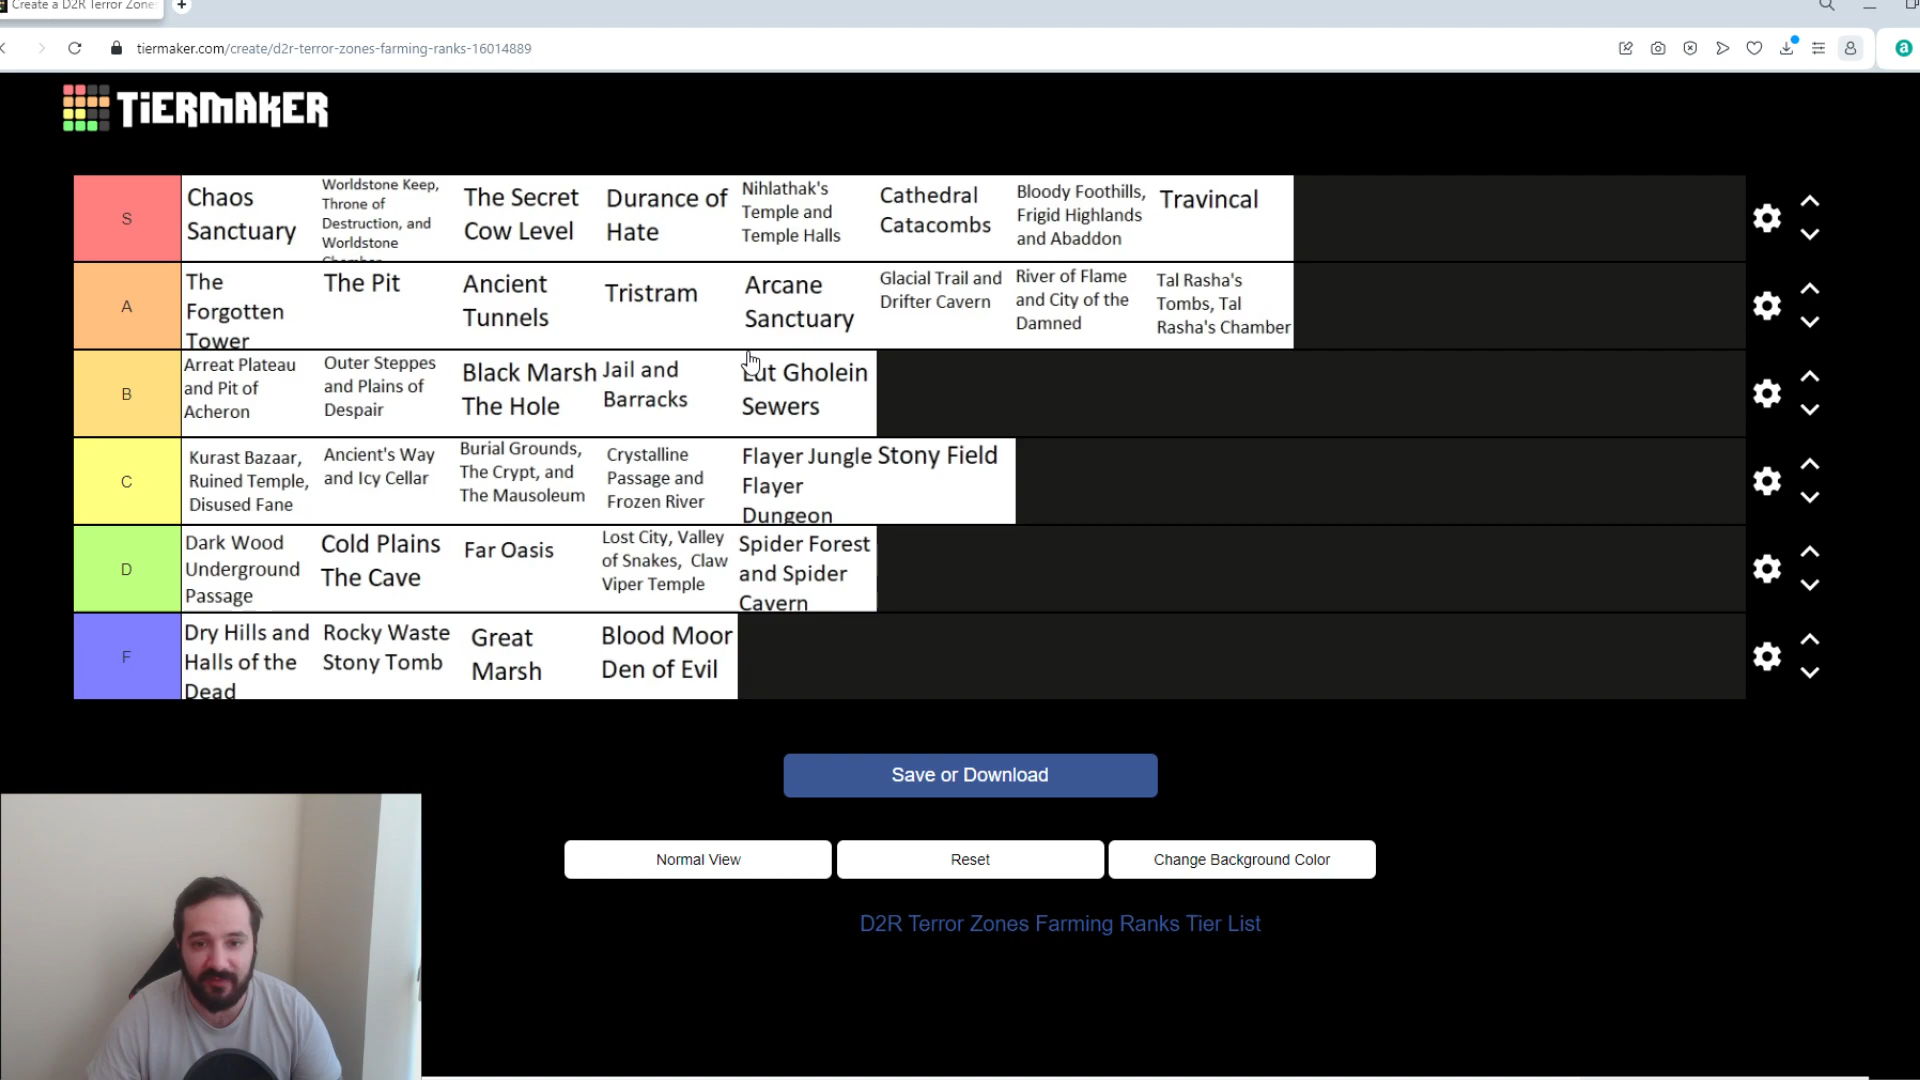 Create a D2R Terror Zone
tiermaker.com/create/d2r-terror-zones-farming-ranks-16014889
a
TiERMAKER
S
Chaos
Sanctuary
Worldstone Keep,
Throne of
Destruction, and
Worldstone
Chamber
The Secret
Cow Level
Durance of
Hate
Nihlathak's
Temple and
Temple Halls
Cathedral
Catacombs
Bloody Foothills,
Frigid Highlands
and Abaddon
Travincal
A
The
Forgotten
Tower
The Pit
Ancient
Tunnels
Tristram
Arcane
Sanctuary
Glacial Trail and
Drifter Cavern
River of Flame
and City of the
Damned
Tal Rasha's
Tombs, Tal
Rasha's Chamber
B
Arreat Plateau
and Pit of
Acheron
Outer Steppes
and Plains of
Despair
Black Marsh
The Hole
Jail and
Barracks
Lut Gholein
Sewers
C
Kurast Bazaar,
Ruined Temple,
Disused Fane
Ancient's Way
and Icy Cellar
Burial Grounds,
The Crypt, and
The Mausoleum
Crystalline
Passage and
Frozen River
Flayer Jungle
Flayer
Dungeon
Stony Field
D
Dark Wood
Underground
Passage
Cold Plains
The Cave
Far Oasis
Lost City, Valley
of Snakes, Claw
Viper Temple
Spider Forest
and Spider
Cavern
F
Dry Hills and
Halls of the
Dead
Rocky Waste
Stony Tomb
Great
Marsh
Blood Moor
Den of Evil
Save or Download
Normal View
Reset
Change Background Color
D2R Terror Zones Farming Ranks Tier List